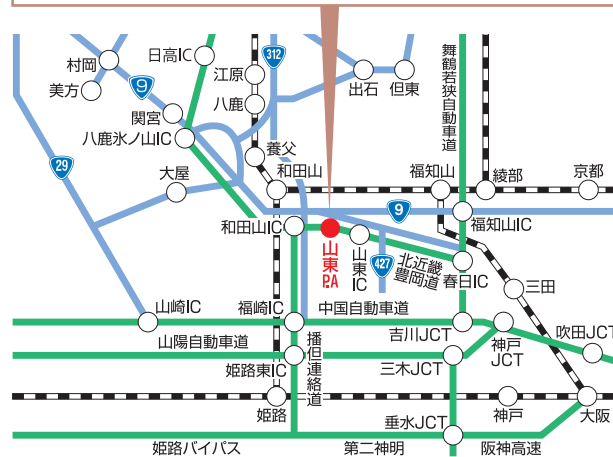 日高IC
312
村岡
江原
9
美方
八鹿
出石
但東
舞鶴若狭自動車道
関宮
八鹿氷ノ山IC
養父
29
大屋
和田山
福知山
綾部
京都
9
和田山IC
福知山IC
山東P.A
山東IC
427
北近畿豊岡道
春日IC
三田
山崎IC
福崎IC
中国自動車道
吉川JCT
神戸JCT
吹田JCT
山陽自動車道
播但連絡道
姫路東IC
三木JCT
姫路
神戸
大阪
垂水JCT
姫路バイパス
第二神明
阪神高速